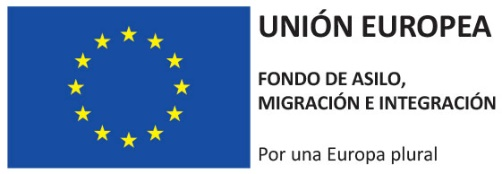 UNIÓN EUROPEA
FONDO DE ASILO,
MIGRACIÓN E INTEGRACIÓN
Por una Europa plural